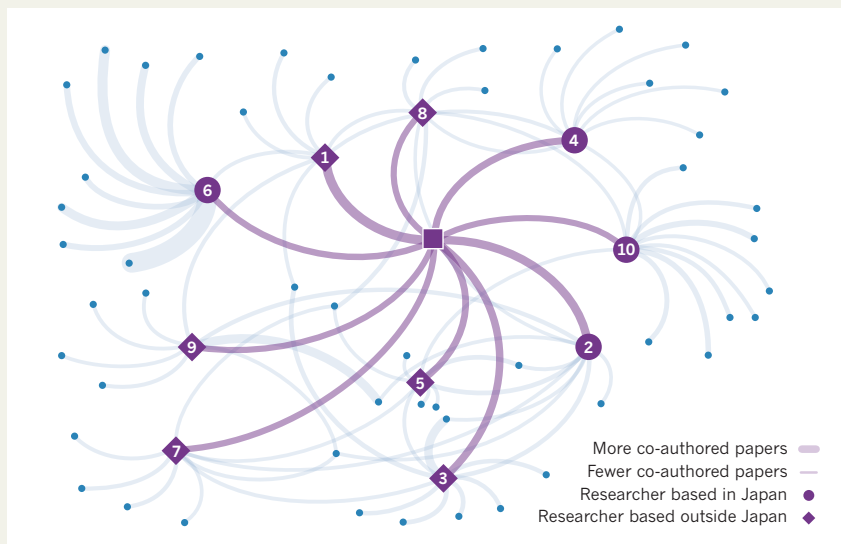 8
4
1
6
10
9
2
5
7
3
More co-authored papers
Fewer co-authored papers
Researcher based in Japan
Researcher based outside Japan